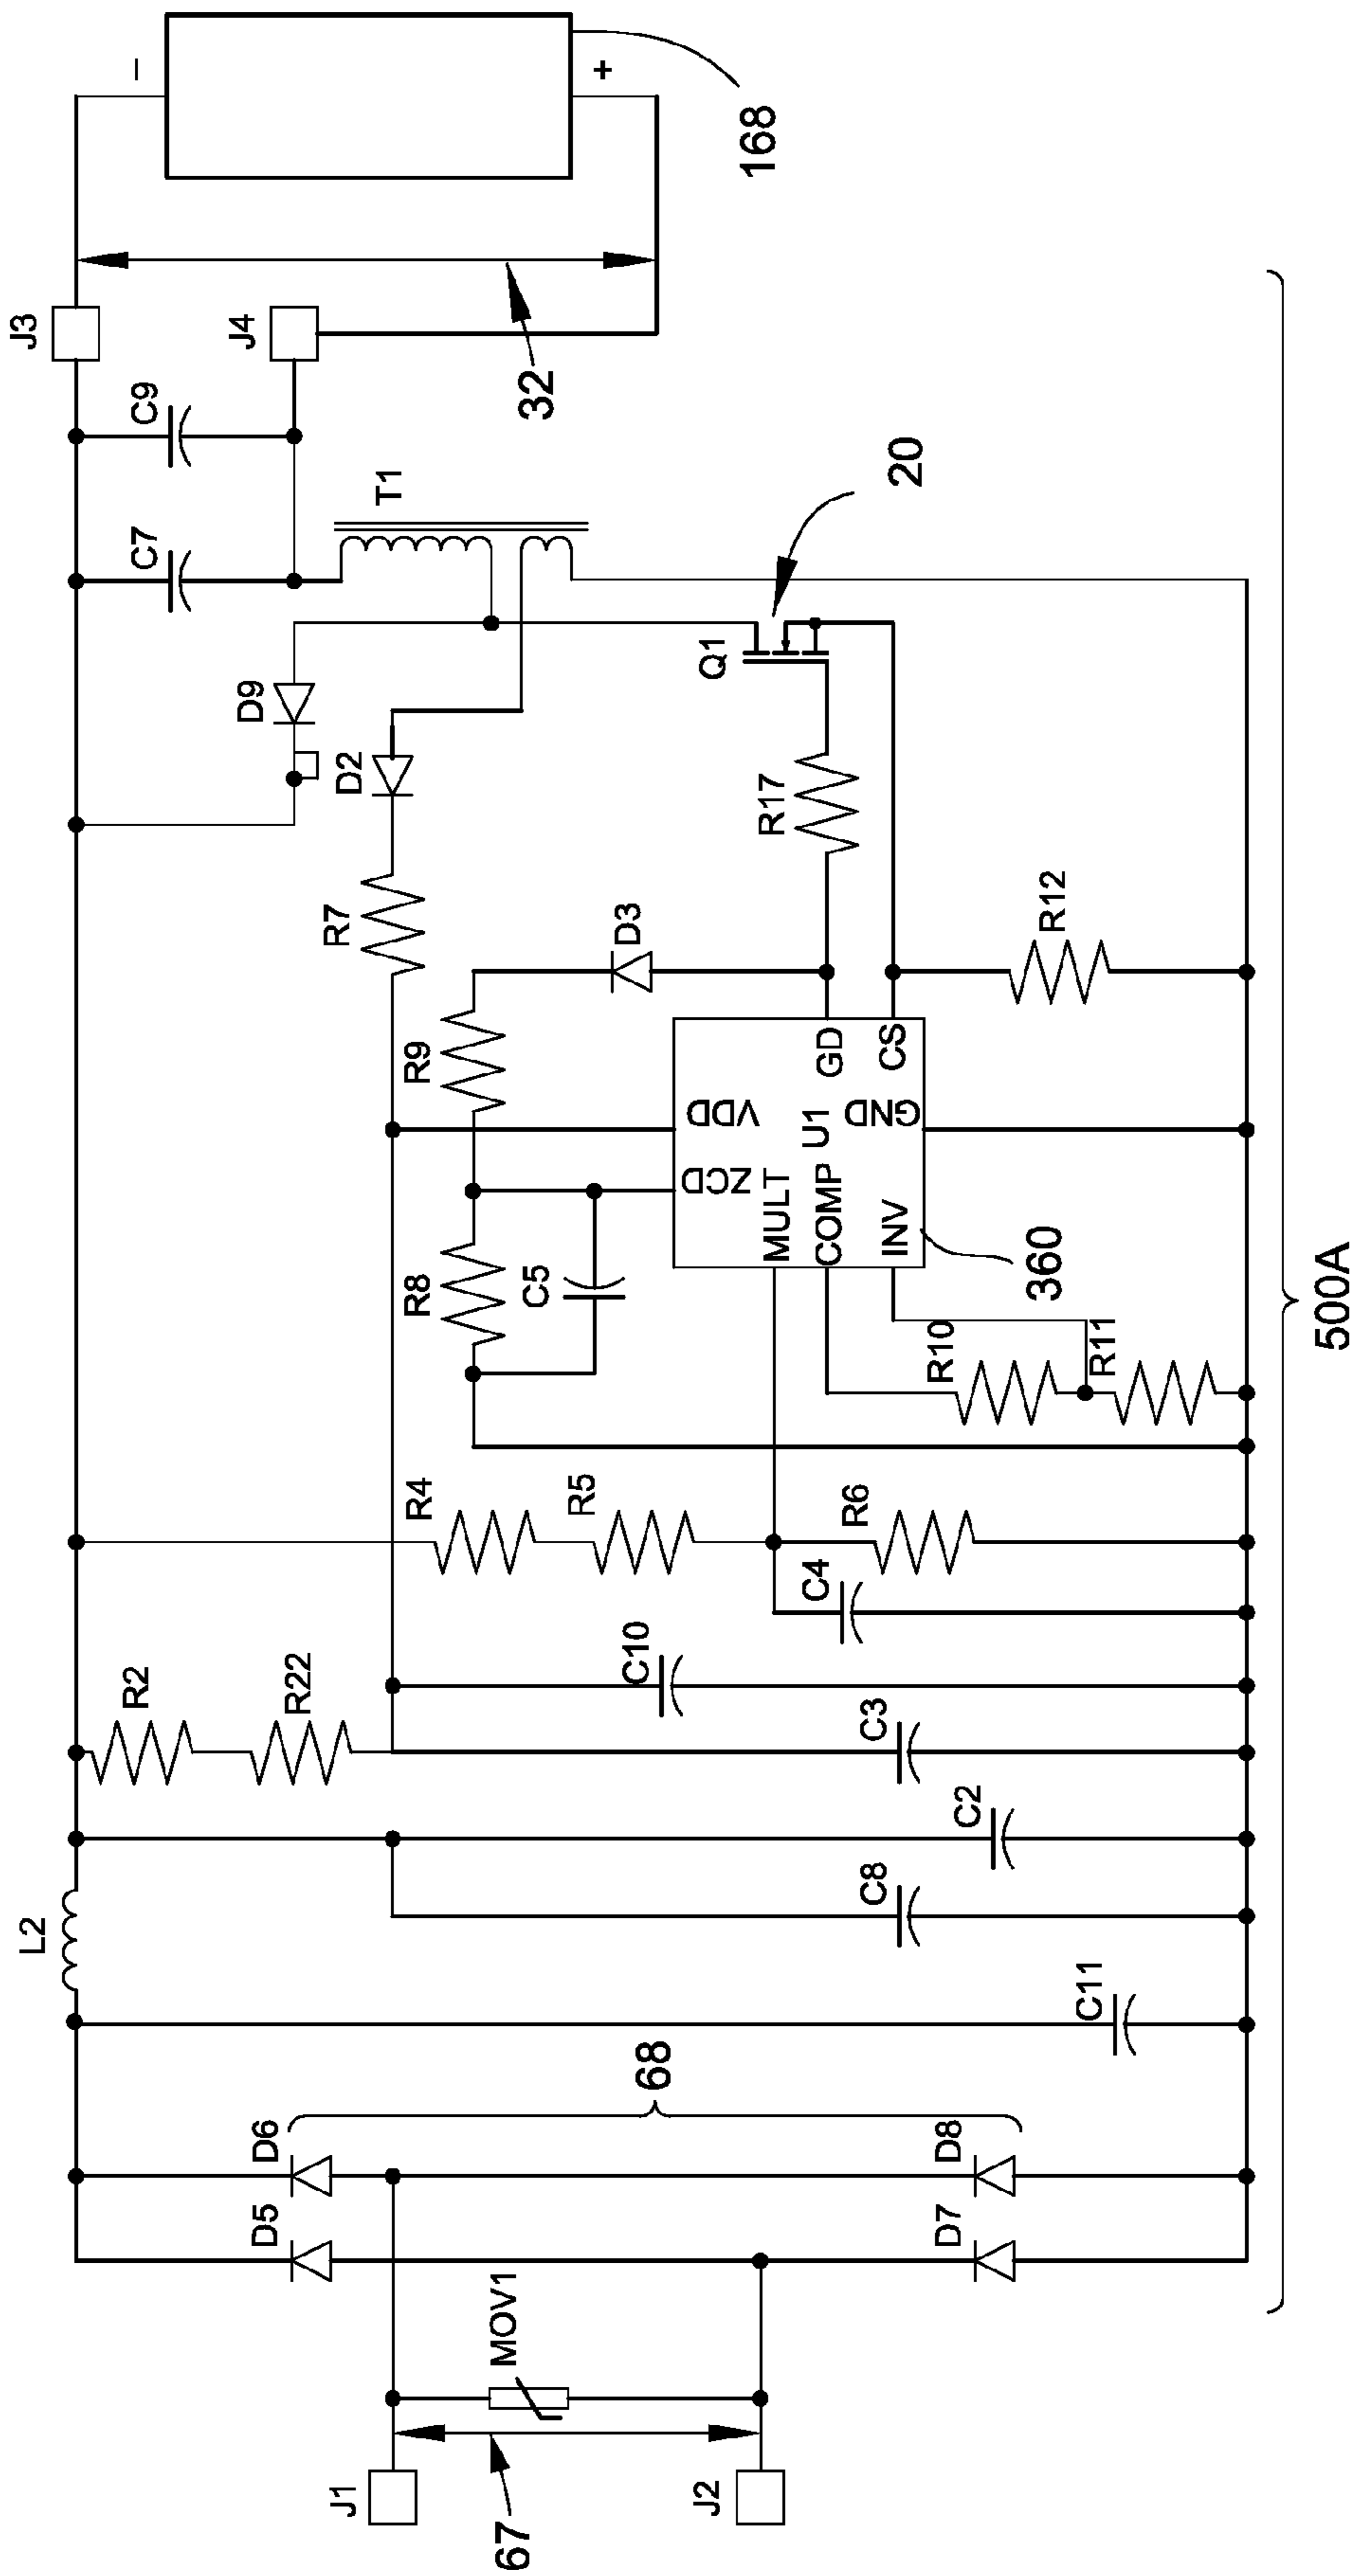 J1
J2
67
MOV1
D5
D6
D7
D8
68
L2
C11
C8
C2
R2
R22
C3
C10
C4
R4
R5
R6
R8
C5
R9
R10
R11
MULT
COMP
INV
ZCD
VDD
U1
GND
GD
CS
360
D3
R7
D2
D9
R17
R12
Q1
20
T1
C7
C9
J3
J4
32
−
+
168
500A